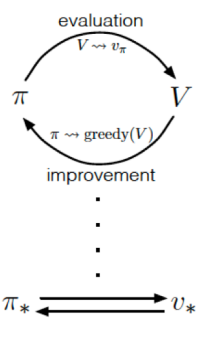 evaluation
V ⇝ v_π
π V
π ⇝ greedy(V)
improvement
π_* v_*